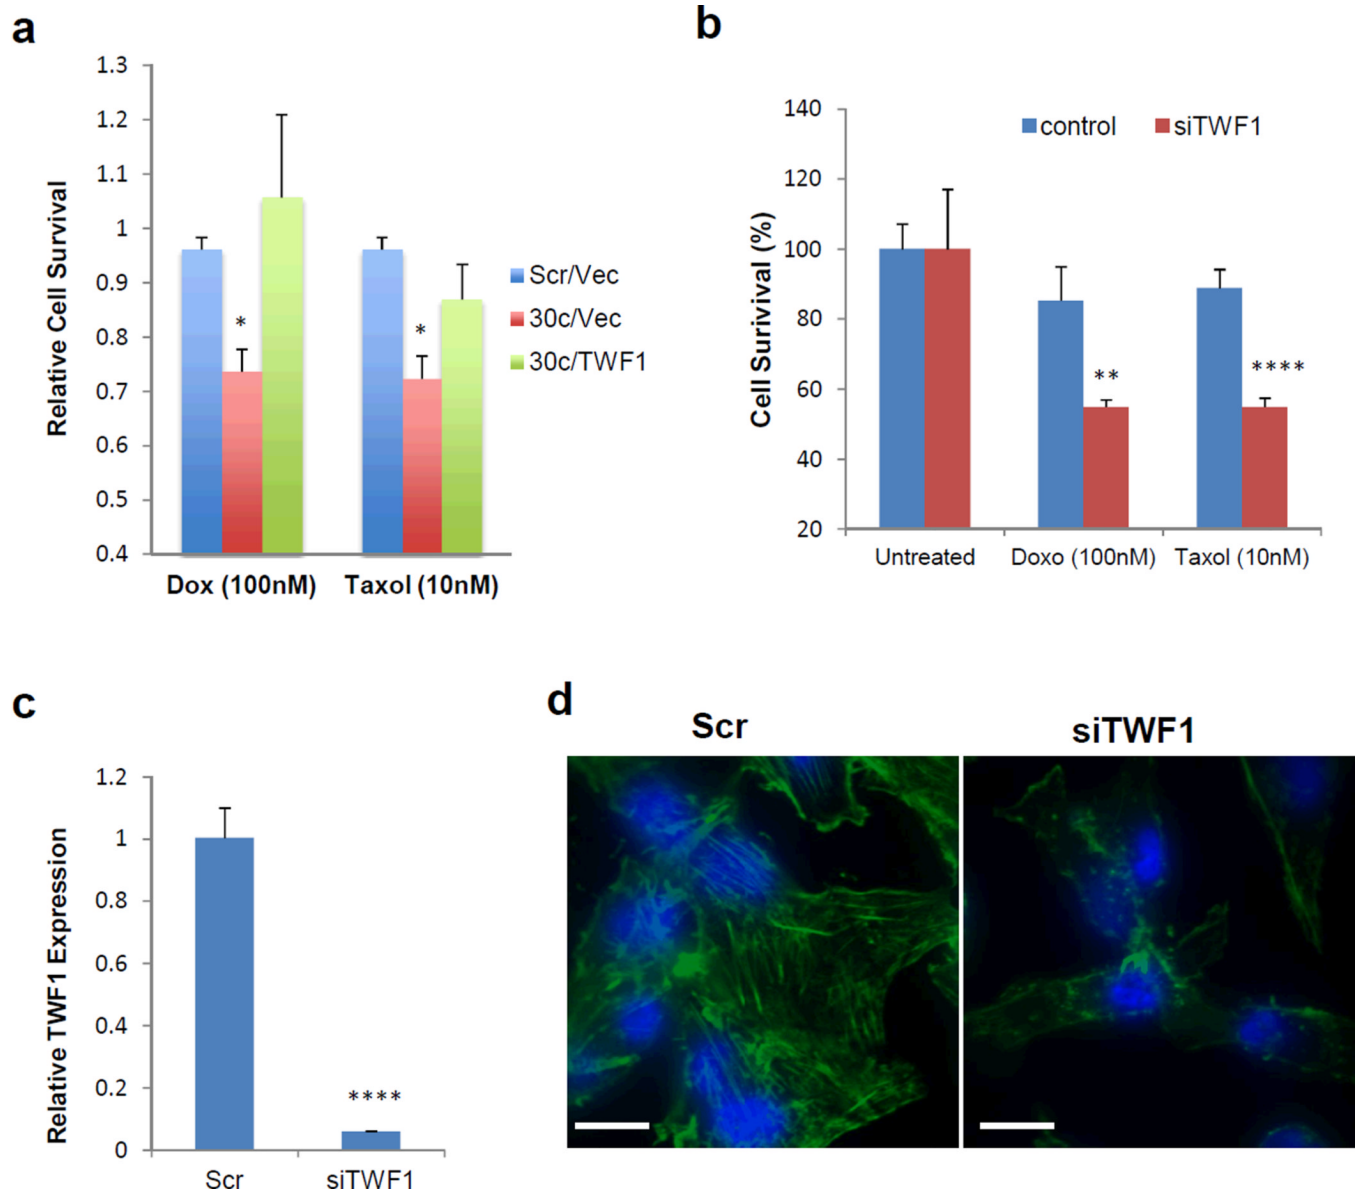 a
1.3
1.2
1.1
1
0.9
0.8
0.7
0.6
0.5
0.4
Relative Cell Survival
*
*
Scr/Vec
30c/Vec
30c/TWF1
Dox (100nM) Taxol (10nM)
b
140
120
100
80
60
40
20
Cell Surivival (%)
control siTWF1
**
****
Untreated Doxo (100nM) Taxol (10nM)
c
1.2
1
0.8
0.6
0.4
0.2
0
Relative TWF1 Expression
****
Scr siTWF1
d
Scr siTWF1